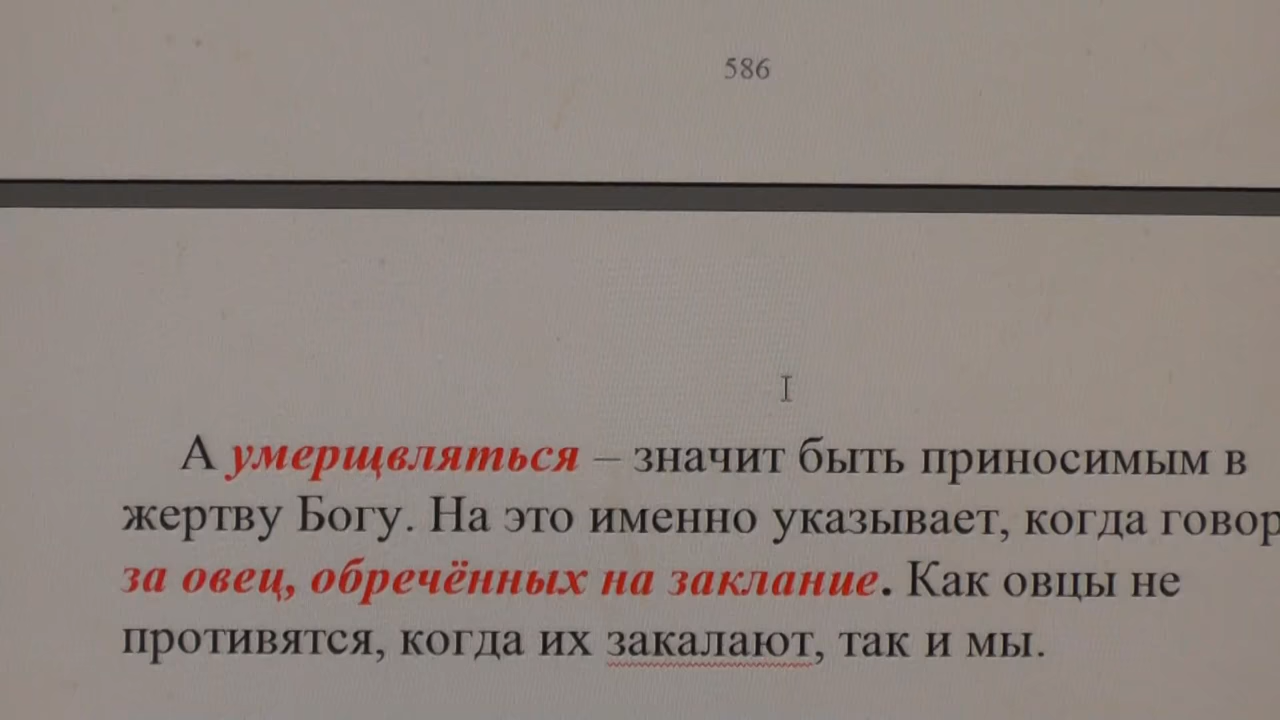 586
А умерщвляться – значит быть приносимым в
жертву Богу. На это именно указывает, когда говор
за овец, обречённых на заклание. Как овцы не
противятся, когда их закалают, так и мы.